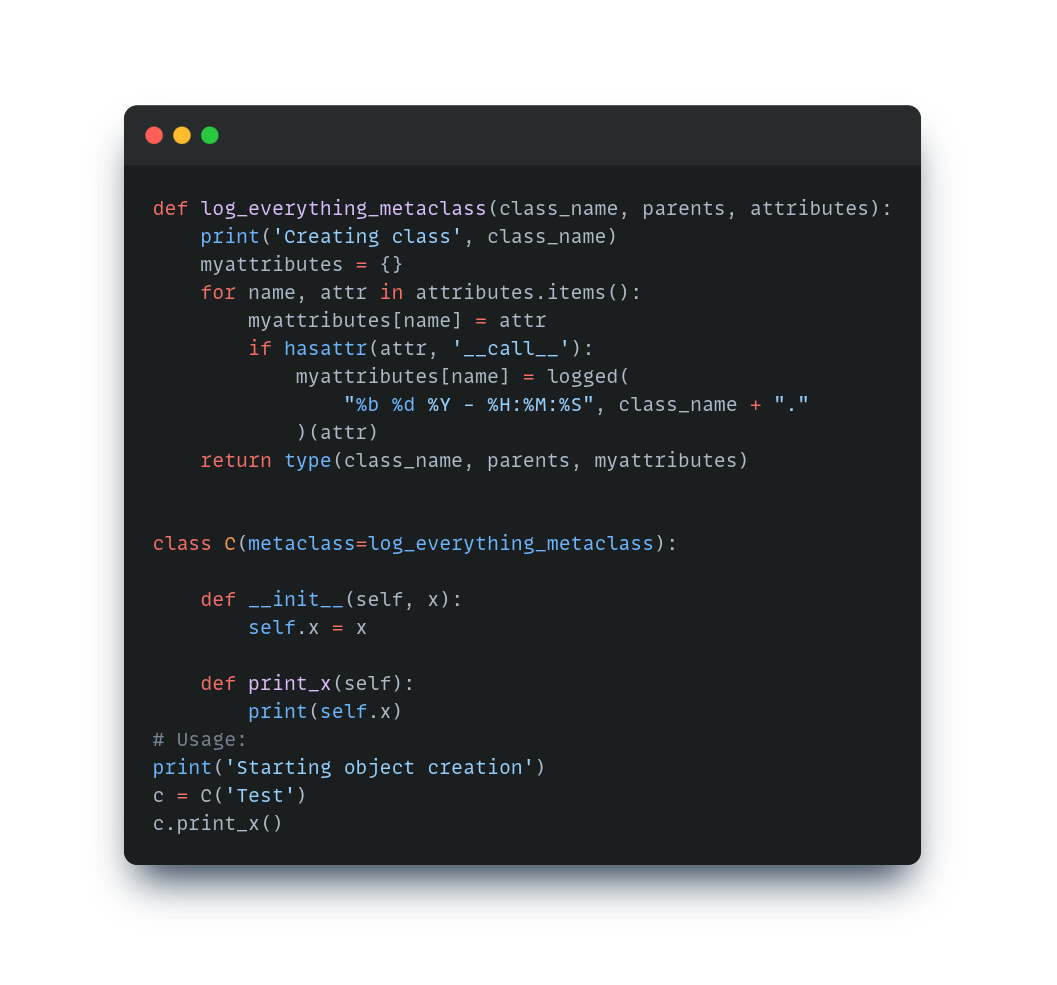 def log_everything_metaclass(class_name, parents, attributes):
    print('Creating class', class_name)
    myattributes = {}
    for name, attr in attributes.items():
        myattributes[name] = attr
        if hasattr(attr, '__call__'):
            myattributes[name] = logged(
                "%b %d %Y - %H:%M:%S", class_name + "."
            )(attr)
    return type(class_name, parents, myattributes)


class C(metaclass=log_everything_metaclass):

    def __init__(self, x):
        self.x = x

    def print_x(self):
        print(self.x)
# Usage:
print('Starting object creation')
c = C('Test')
c.print_x()